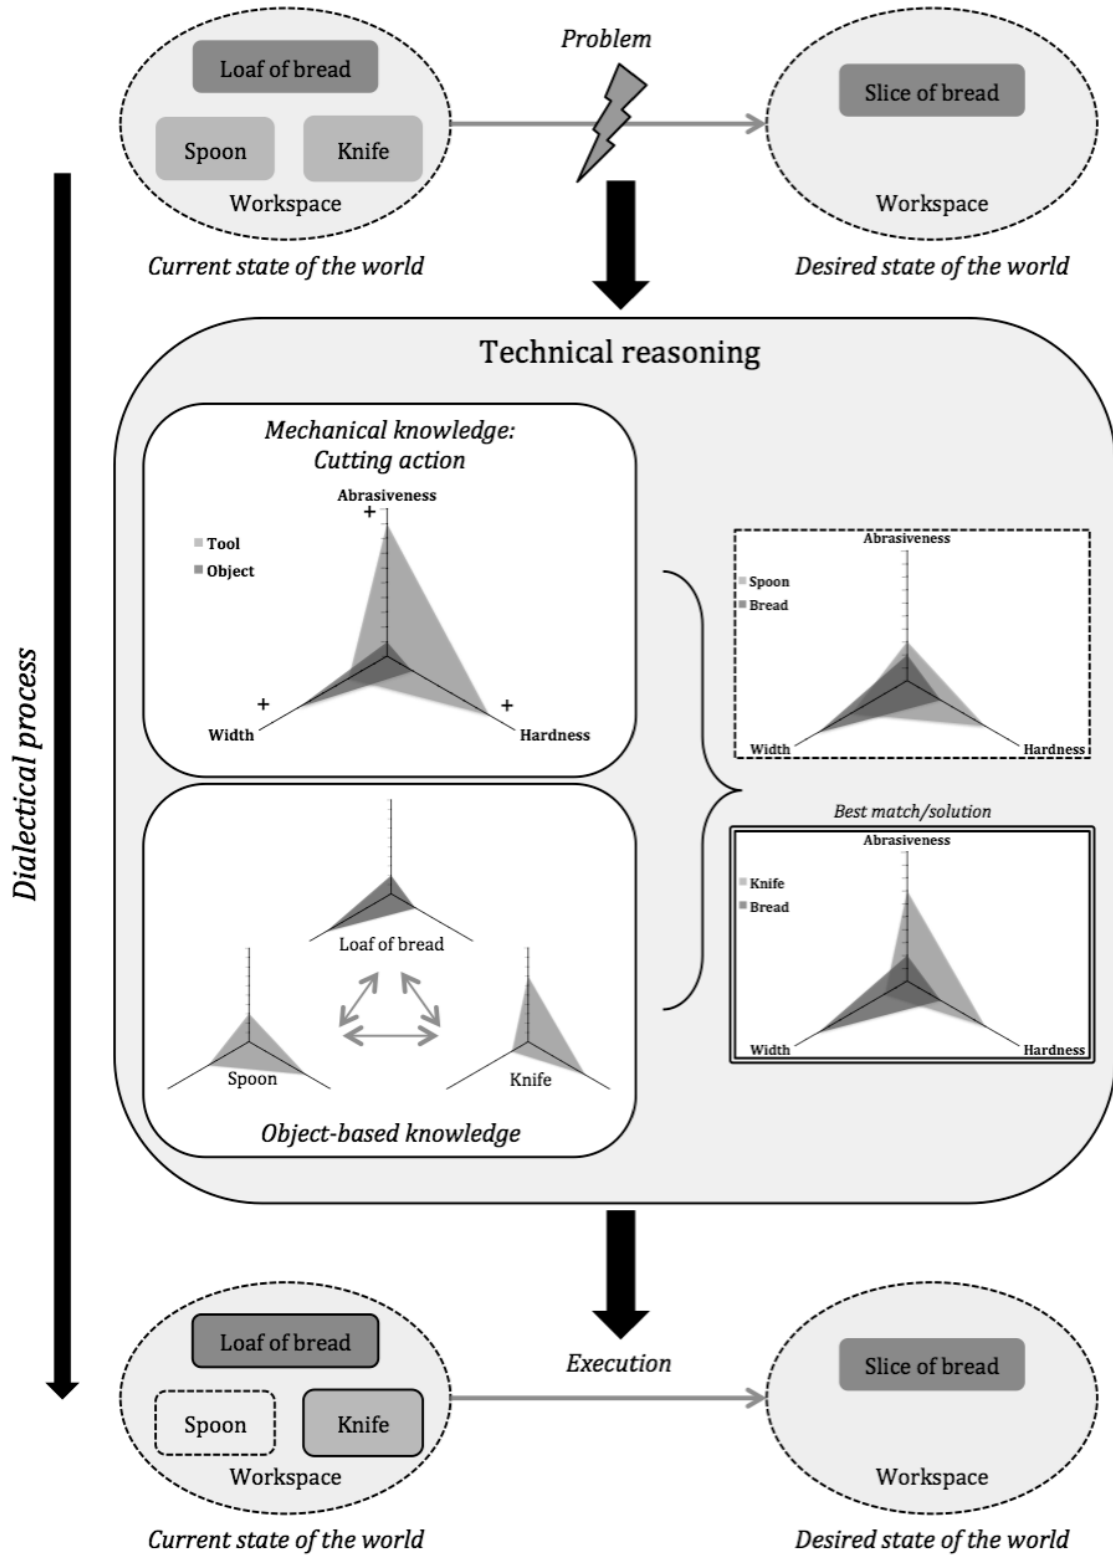 Problem
Loaf of bread
Spoon
Knife
Workspace
Current state of the world
Slice of bread
Workspace
Desired state of the world
Dialectical process
Technical reasoning
Mechanical knowledge:
Cutting action
Abrasiveness
+
Tool
Object
+
+
Width
Hardness
Loaf of bread
Spoon
Knife
Object-based knowledge
Abrasiveness
Spoon
Bread
Width
Hardness
Best match/solution
Abrasiveness
Knife
Bread
Width
Hardness
Loaf of bread
Spoon
Knife
Workspace
Current state of the world
Execution
Slice of bread
Workspace
Desired state of the world